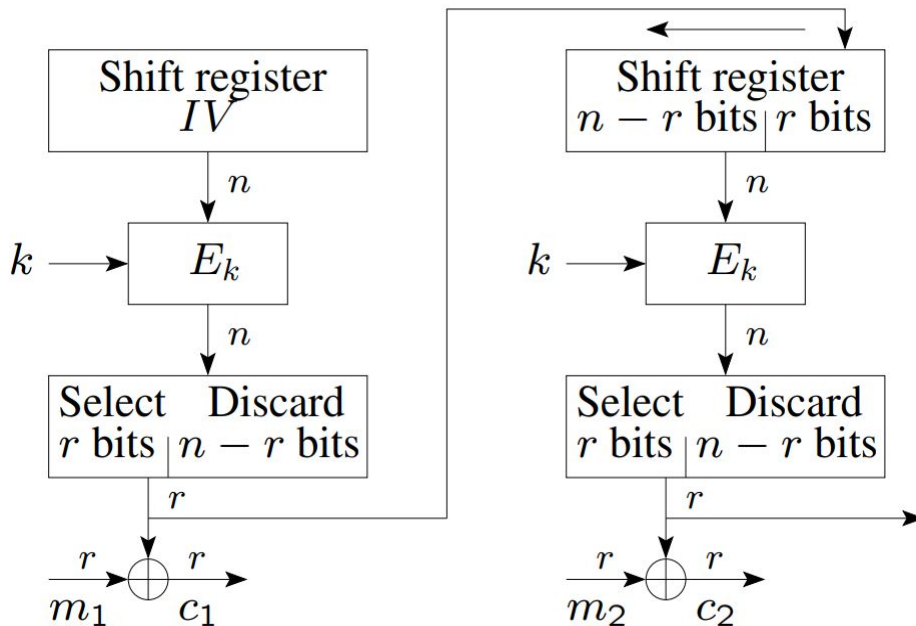 Shift register
IV
n
k
E_k
n
Select Discard
r bits n − r bits
r
r r
m_1 c_1
Shift register
n − r bits r bits
n
k
E_k
n
Select Discard
r bits n − r bits
r
r r
m_2 c_2